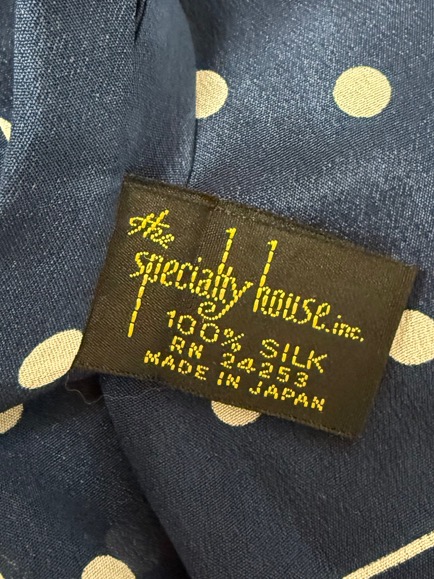 the
specialty house.inc.
100% SILK
RN 24253
MADE IN JAPAN